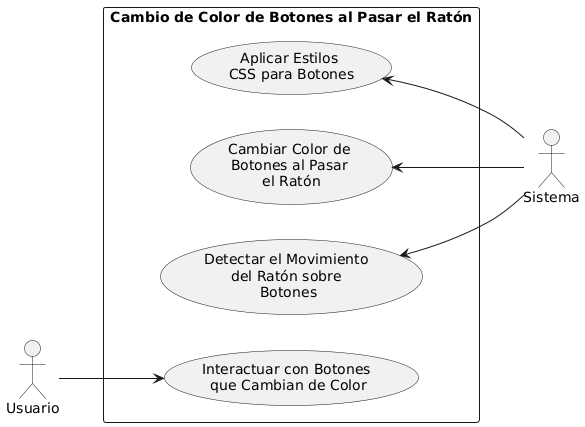 Cambio de Color de Botones al Pasar el Ratón
Aplicar Estilos
CSS para Botones
Cambiar Color de
Botones al Pasar
el Ratón
Sistema
Detectar el Movimiento
del Ratón sobre
Botones
Interactuar con Botones
que Cambian de Color
Usuario